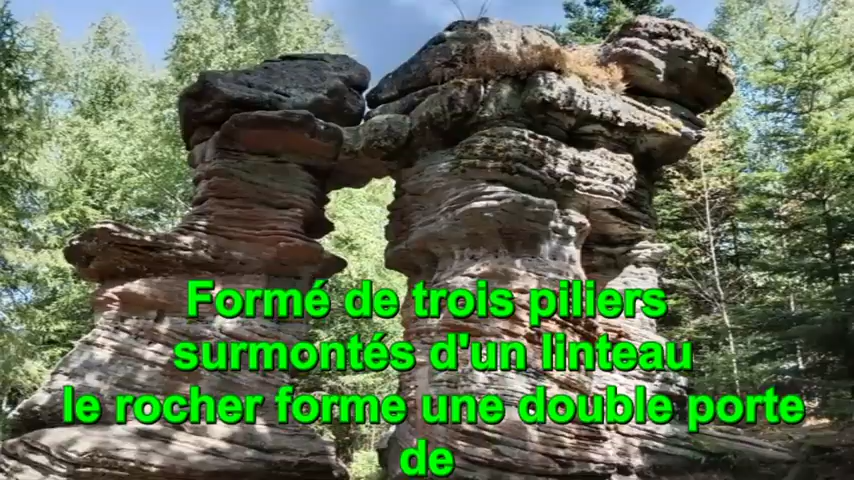 Formé de trois piliers
surmontés d'un linteau
le rocher forme une double porte
de